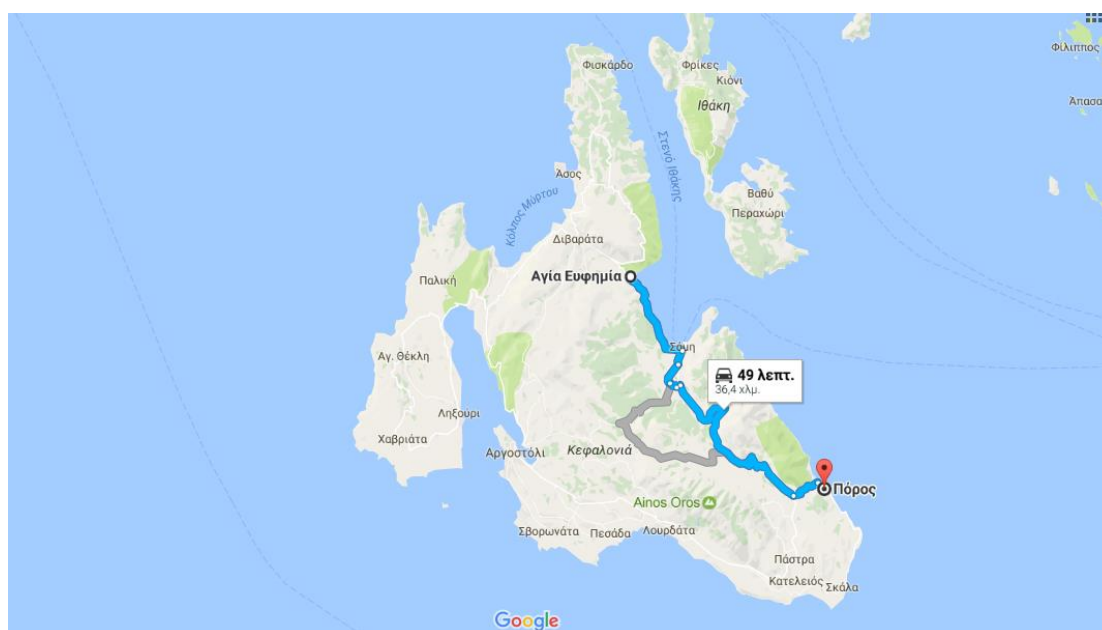 Φίλιππος
Φισκάρδο
Φρίκες
Κιόνι
Ιθάκη
Άπασα
Στενό Ιθάκης
Άσος
Κόλπος Μύρτου
Βαθύ
Περαχώρι
Διβαράτα
Αγία Ευφημία
Παλική
Σάμη
Αγ. Θέκλη
49 λεπτ.
36,4 χλμ.
Ληξούρι
Χαβριάτα
Αργοστόλι
Κεφαλονιά
Πόρος
Ainos Oros
Σβορωνάτα
Πεσάδα
Λουρδάτα
Πάστρα
Κατελειός
Σκάλα
Google